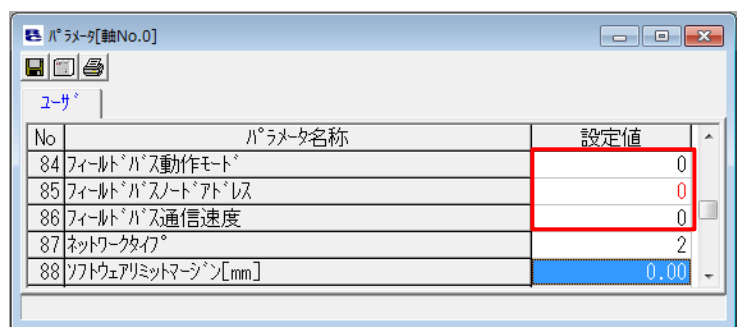 ﾊﾟﾗﾒｰﾀ[軸No.0]
ﾕｰｻﾞ
No パラメータ名称 設定値
84 ﾌｨｰﾙﾄﾞﾊﾞｽ動作ﾓｰﾄﾞ 0
85 ﾌｨｰﾙﾄﾞﾊﾞｽﾉｰﾄﾞｱﾄﾞﾚｽ 0
86 ﾌｨｰﾙﾄﾞﾊﾞｽ通信速度 0
87 ﾈｯﾄﾜｰｸﾀｲﾌﾟ 2
88 ｿﾌﾄｳｪｱﾘﾐｯﾄﾏｰｼﾞﾝ[mm] 0.00